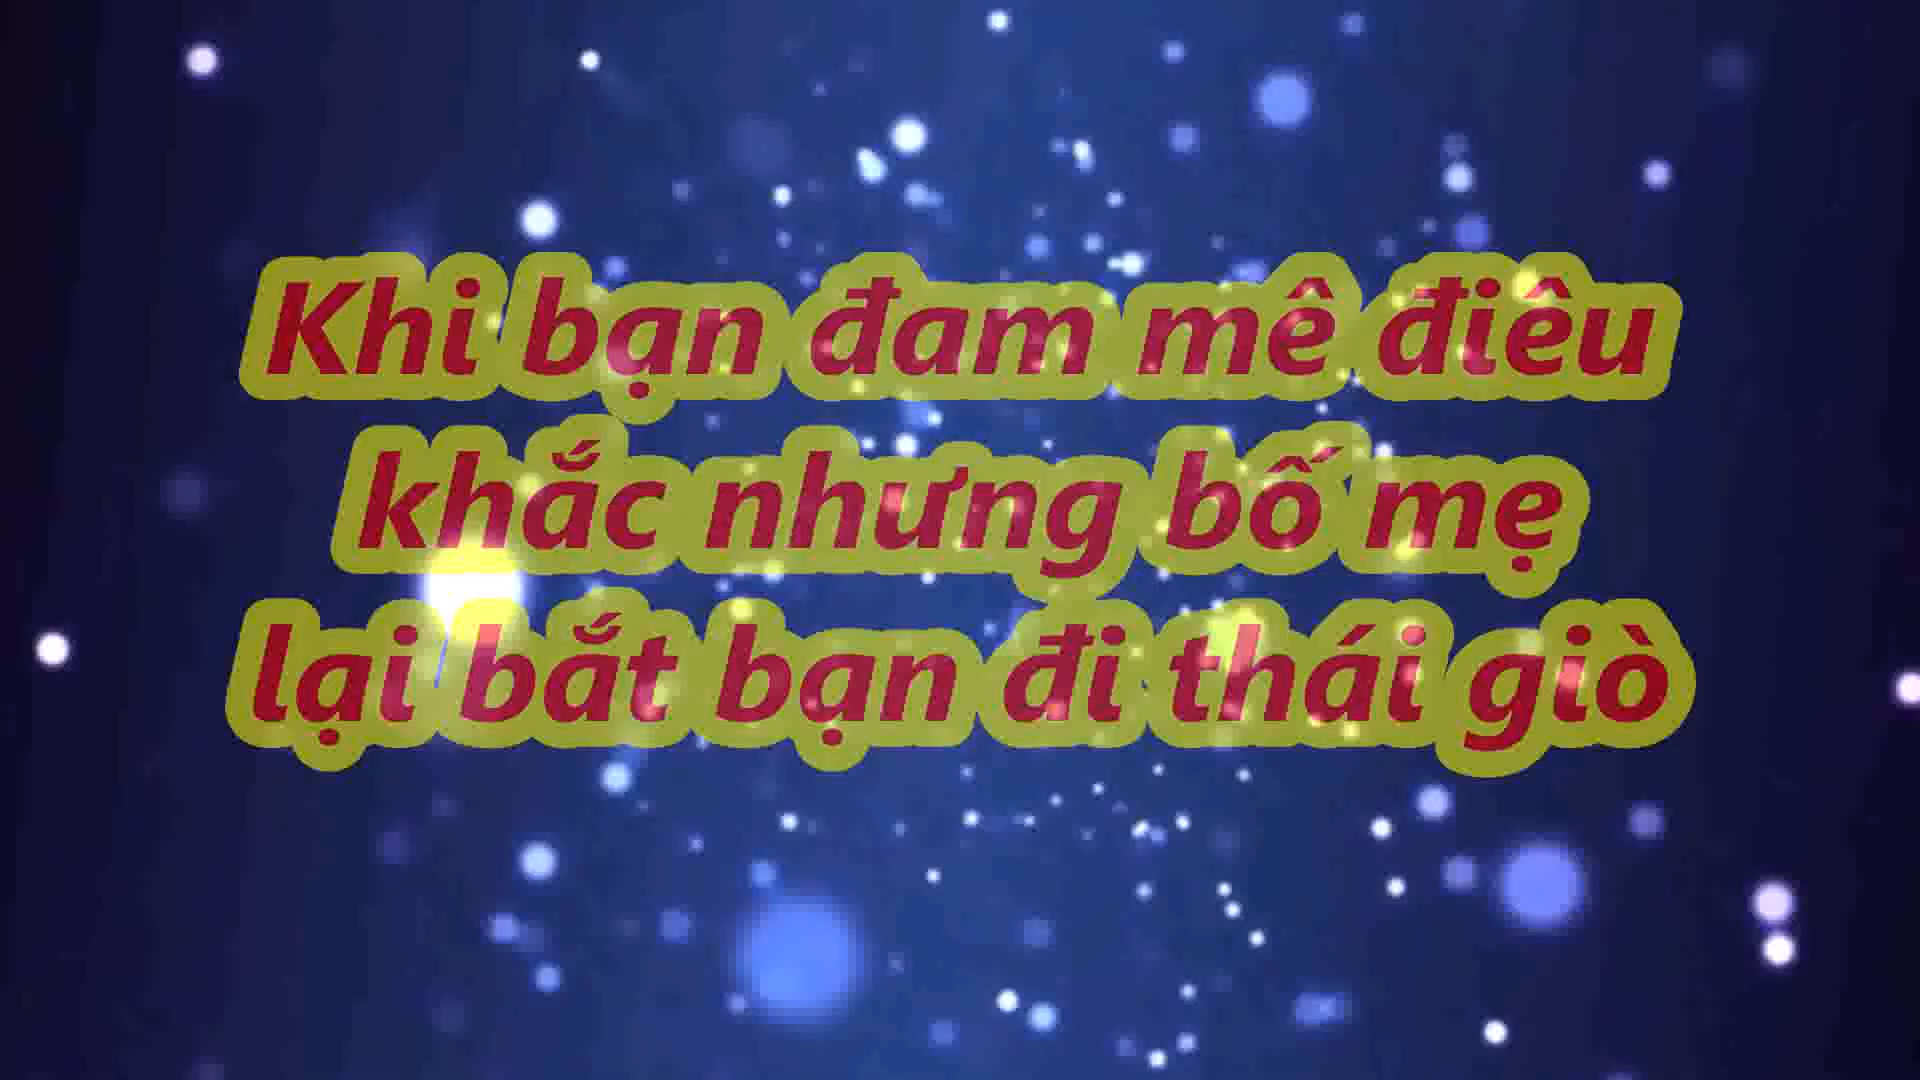 Khi bạn đam mê điêu
khắc nhưng bố mẹ
lại bắt bạn đi thái giò